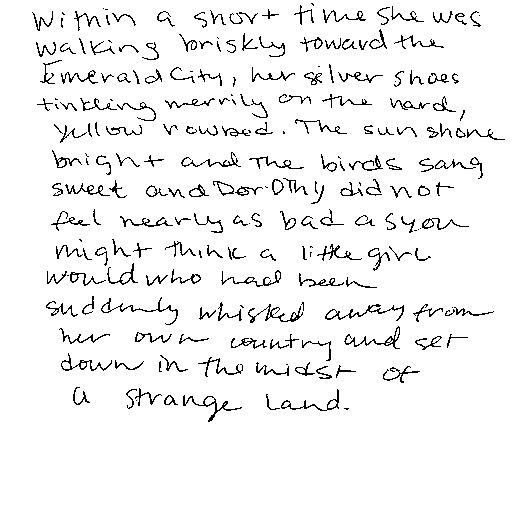 Within a short time she was
walking briskly toward the
Emerald City, her silver shoes
tinkling merrily on the hard,
yellow rowbed. The sun shone
bright and the birds sang
sweet and Dorothy did not
feel nearly as bad as you
might think a little girl
would who had been
suddenly whisked away from
her own country and set
down in the midst of
a strange land.